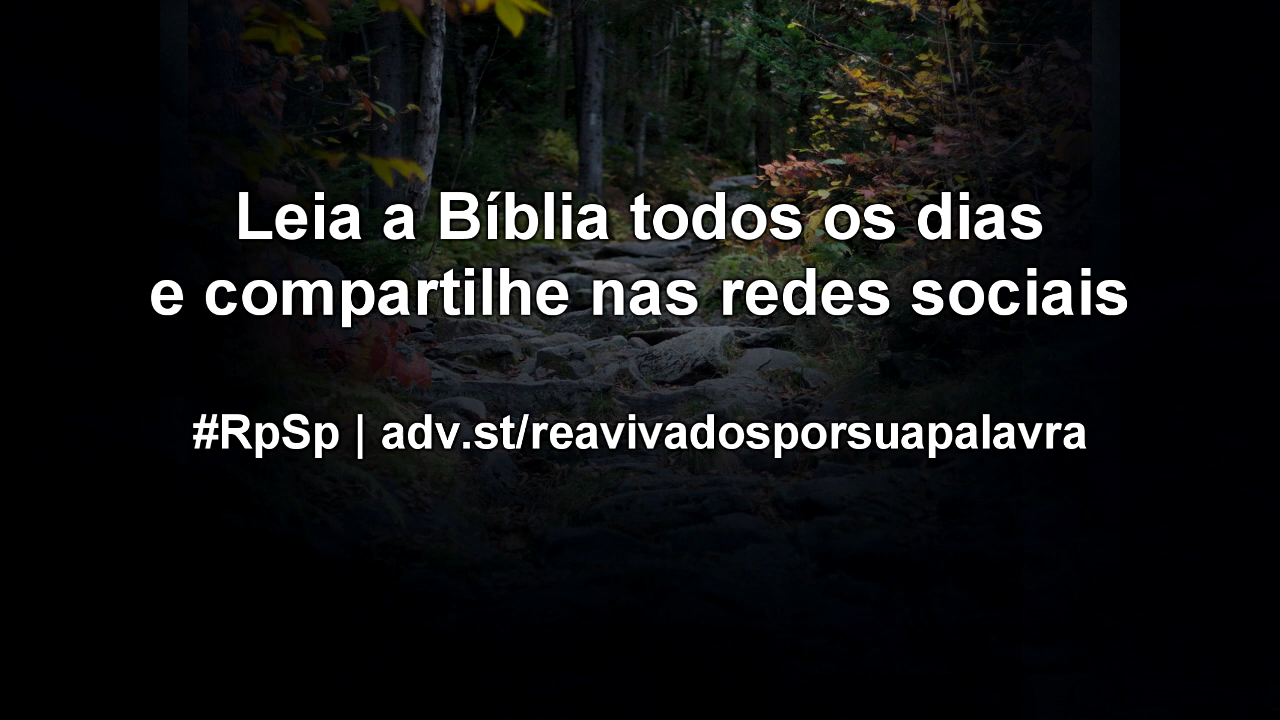 Leia a Bíblia todos os dias
e compartilhe nas redes sociais
#RpSp | adv.st/reavivadosporsuapalavra